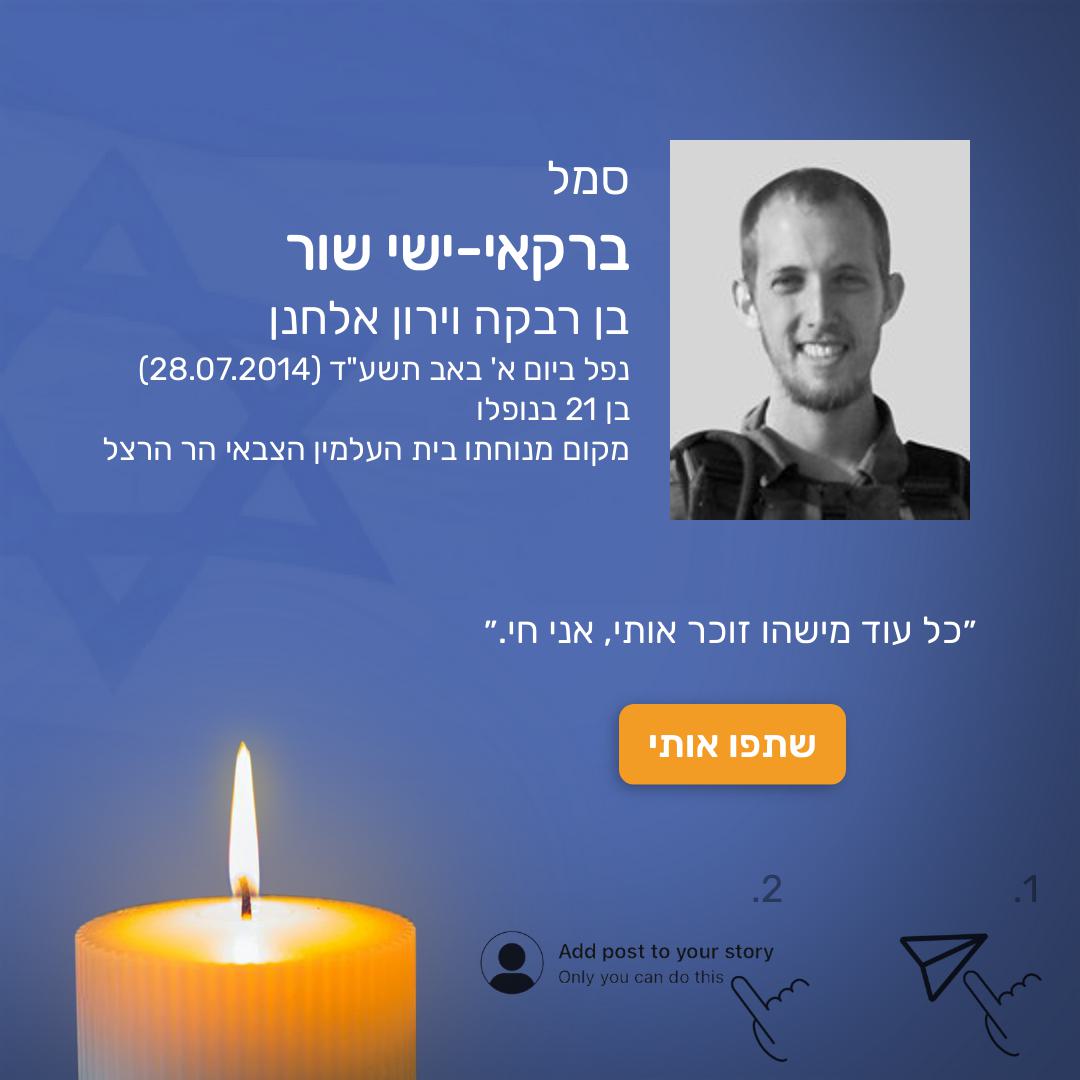 סמל
ברקאי-ישי שור
בן רבקה וירון אלחנן
נפל ביום א' באב תשע"ד (28.07.2014)
בן 21 בנופלו
מקום מנוחתו בית העלמין הצבאי הר הרצל
״כל עוד מישהו זוכר אותי, אני חי.״
שתפו אותי
1.
2.
Add post to your story
Only you can do this